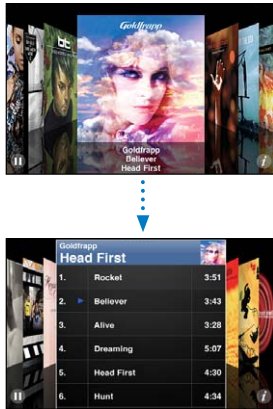 Goldfrapp
bt
Goldfrapp
Believer
Head First
i
Goldfrapp
Head First
1. Rocket 3:51
2. Believer 3:43
3. Alive 3:28
4. Dreaming 5:07
5. Head First 4:30
6. Hunt 4:34
i